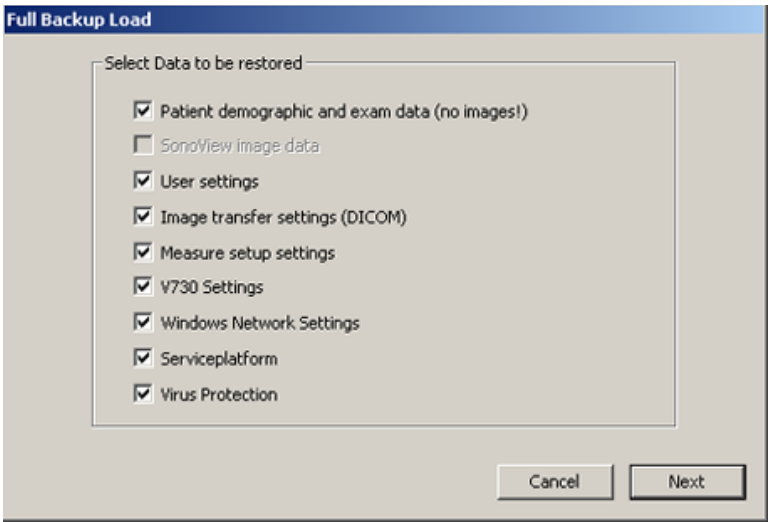 Full Backup Load
Select Data to be restored
Patient demographic and exam data (no images!)
SonoView image data
User settings
Image transfer settings (DICOM)
Measure setup settings
V730 Settings
Windows Network Settings
Serviceplatform
Virus Protection
Cancel Next